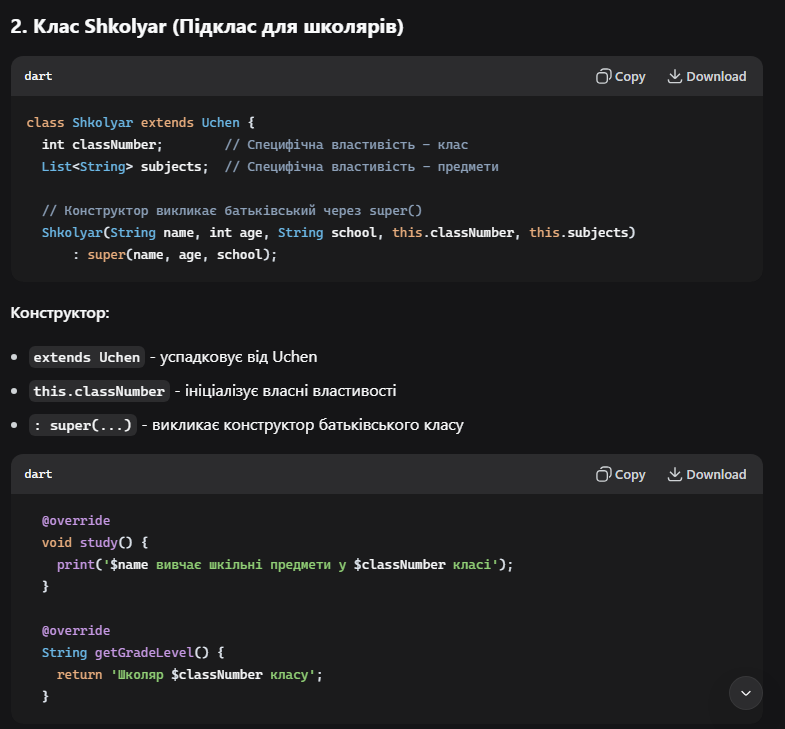 2. Клас Shkolyar (Підклас для школярів)
dart
Copy
Download
class Shkolyar extends Uchen {
  int classNumber;        // Специфічна властивість – клас
  List<String> subjects;  // Специфічна властивість – предмети

  // Конструктор викликає батьківський через super()
  Shkolyar(String name, int age, String school, this.classNumber, this.subjects)
      : super(name, age, school);
Конструктор:
extends Uchen - успадковує від Uchen
this.classNumber - ініціалізує власні властивості
: super(...) - викликає конструктор батьківського класу
dart
Copy
Download
  @override
  void study() {
    print('$name вивчає шкільні предмети у $classNumber класі');
  }

  @override
  String getGradeLevel() {
    return 'Школяр $classNumber класу';
  }